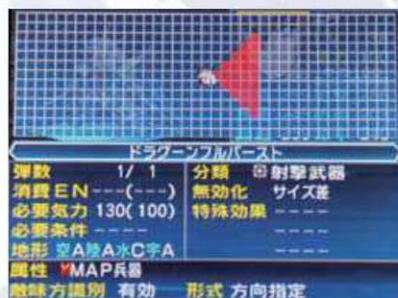 ドラグーンフルバースト
弾数 1/ 1 分類 射撃武器
消費EN ---(---) 無効化 サイズ差
必要気力 130(100) 特殊効果 ----
必要条件 ---- ----
地形 空A陸A水C宇A ----
属性 MAP兵器
敵味方識別 有効 形式 方向指定